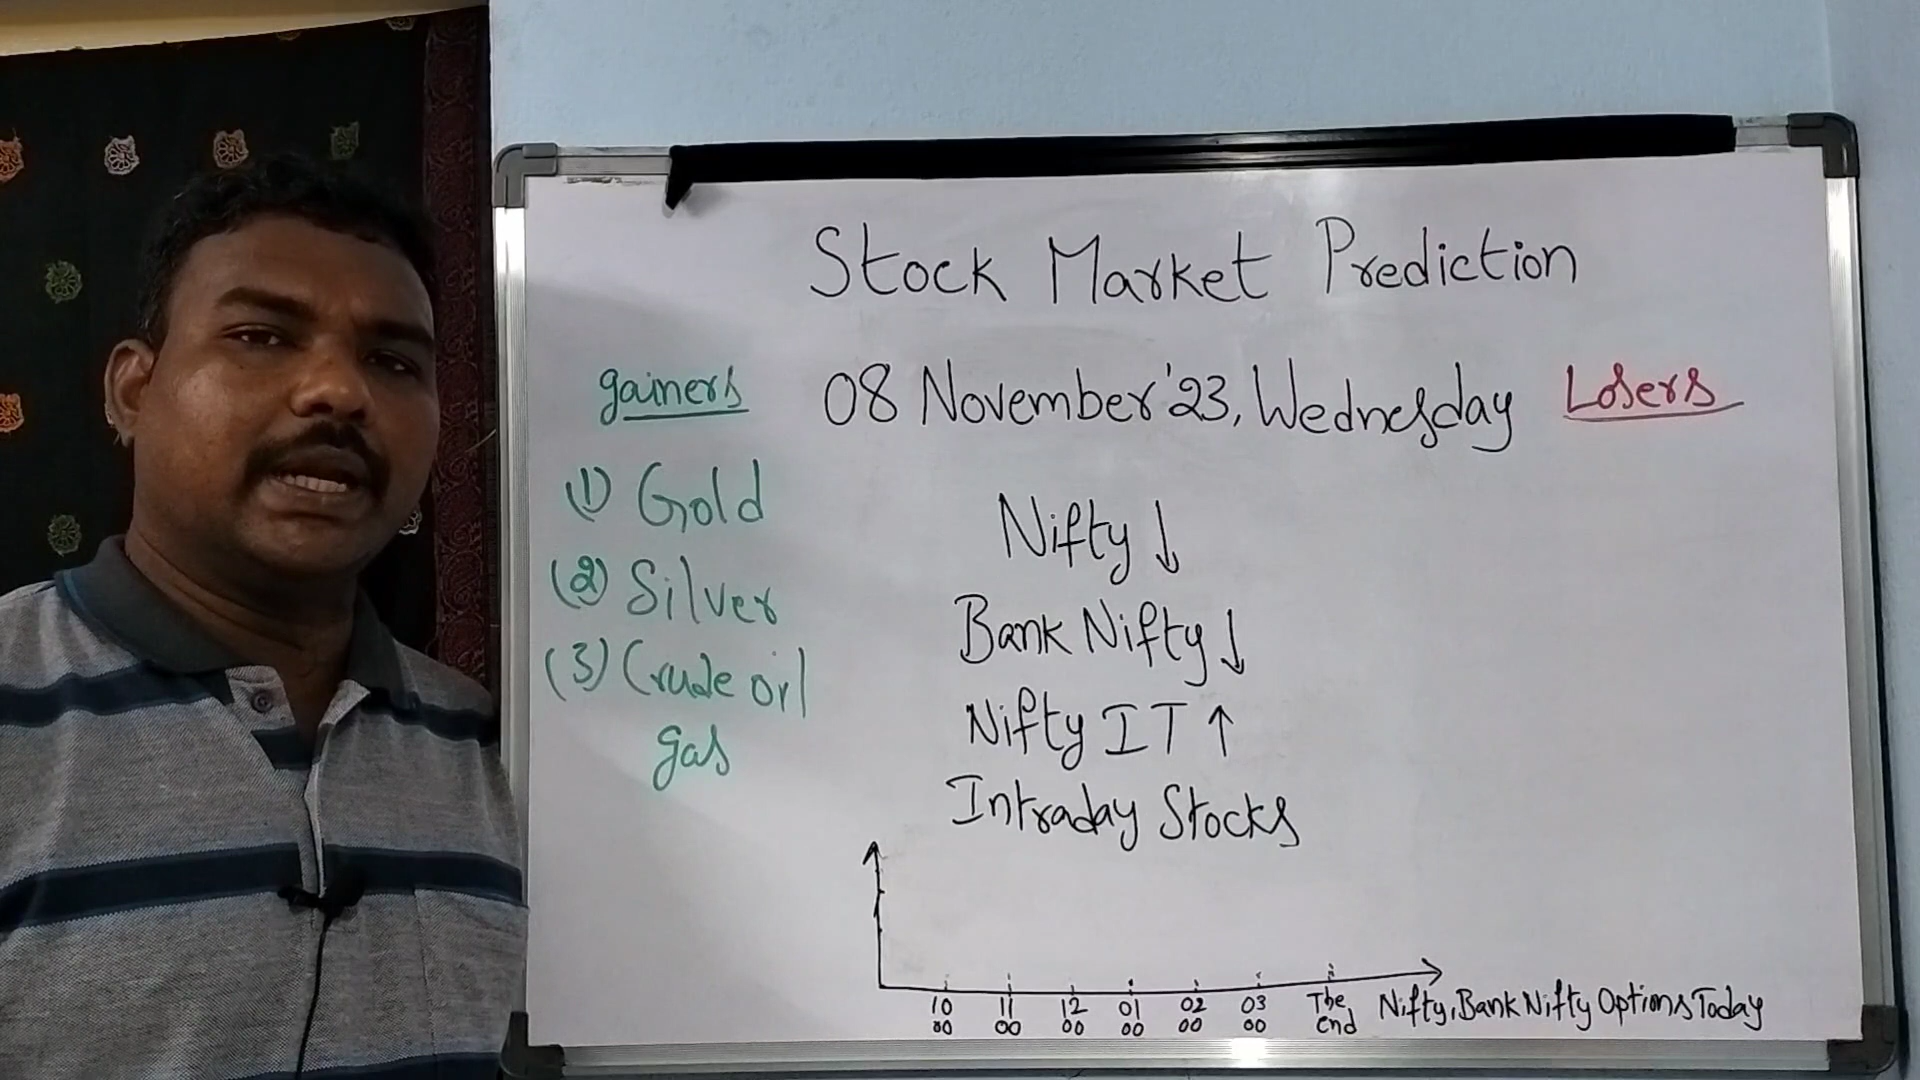 Stock Market Prediction
gainers
08 November'23, Wednesday
Losers
(1) Gold
(2) Silver
(3) Crude oil
gas
Nifty ↓
Bank Nifty ↓
Nifty IT ↑
Intraday Stocks
10 00
11 00
12 00
01 00
02 00
03 00
The end
Nifty, Bank Nifty Options Today